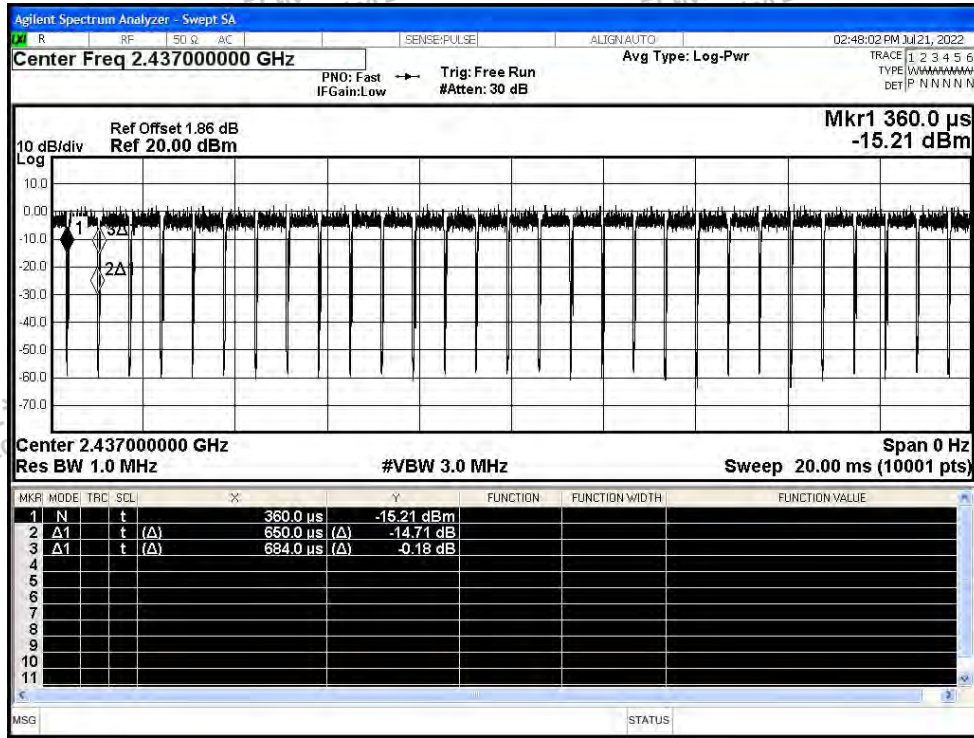 Agilent Spectrum Analyzer - Swept SA
LXI R RF 50 Ω AC SENSE:PULSE ALIGN AUTO 02:48:02 PM Jul 21, 2022
Center Freq 2.437000000 GHz
PNO: Fast
IFGain:Low
Trig: Free Run
#Atten: 30 dB
Avg Type: Log-Pwr
TRACE 1 2 3 4 5 6
TYPE WWWWWW
DET P N N N N N
Mkr1 360.0 µs
-15.21 dBm
Ref Offset 1.86 dB
10 dB/div Ref 20.00 dBm
Log
10.0
0.00
1 3Δ1
-10.0
-20.0
2Δ1
-30.0
-40.0
-50.0
-60.0
-70.0
Center 2.437000000 GHz Span 0 Hz
Res BW 1.0 MHz #VBW 3.0 MHz Sweep 20.00 ms (10001 pts)
MKR MODE TRC SCL X Y FUNCTION FUNCTION WIDTH FUNCTION VALUE
1 N t 360.0 µs -15.21 dBm
2 Δ1 t (Δ) 650.0 µs (Δ) -14.71 dB
3 Δ1 t (Δ) 684.0 µs (Δ) -0.18 dB
4
5
6
7
8
9
10
11
MSG STATUS